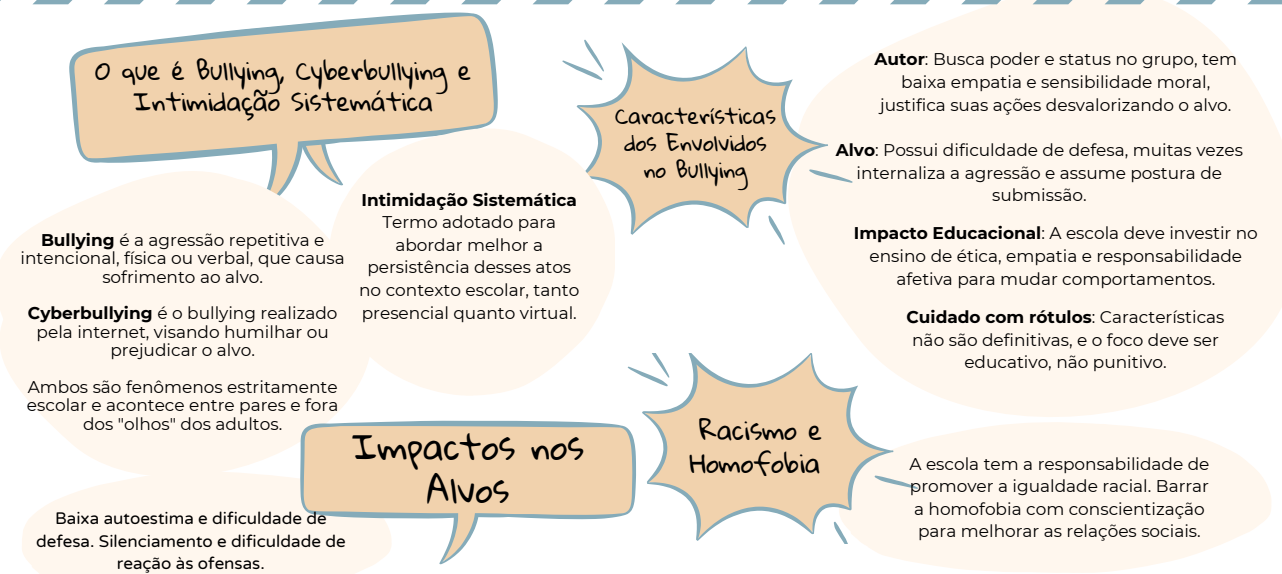 O que é Bullying, Cyberbullying e
Intimidação Sistemática
Bullying é a agressão repetitiva e
intencional, física ou verbal, que causa
sofrimento ao alvo.
Cyberbullying é o bullying realizado
pela internet, visando humilhar ou
prejudicar o alvo.
Ambos são fenômenos estritamente
escolar e acontece entre pares e fora
dos "olhos" dos adultos.
Intimidação Sistemática
Termo adotado para
abordar melhor a
persistência desses atos
no contexto escolar, tanto
presencial quanto virtual.
Características
dos Envolvidos
no Bullying
Autor: Busca poder e status no grupo, tem
baixa empatia e sensibilidade moral,
justifica suas ações desvalorizando o alvo.
Alvo: Possui dificuldade de defesa, muitas vezes
internaliza a agressão e assume postura de
submissão.
Impacto Educacional: A escola deve investir no
ensino de ética, empatia e responsabilidade
afetiva para mudar comportamentos.
Cuidado com rótulos: Características
não são definitivas, e o foco deve ser
educativo, não punitivo.
Impactos nos
Alvos
Baixa autoestima e dificuldade de
defesa. Silenciamento e dificuldade de
reação às ofensas.
Racismo e
Homofobia
A escola tem a responsabilidade de
promover a igualdade racial. Barrar
a homofobia com conscientização
para melhorar as relações sociais.